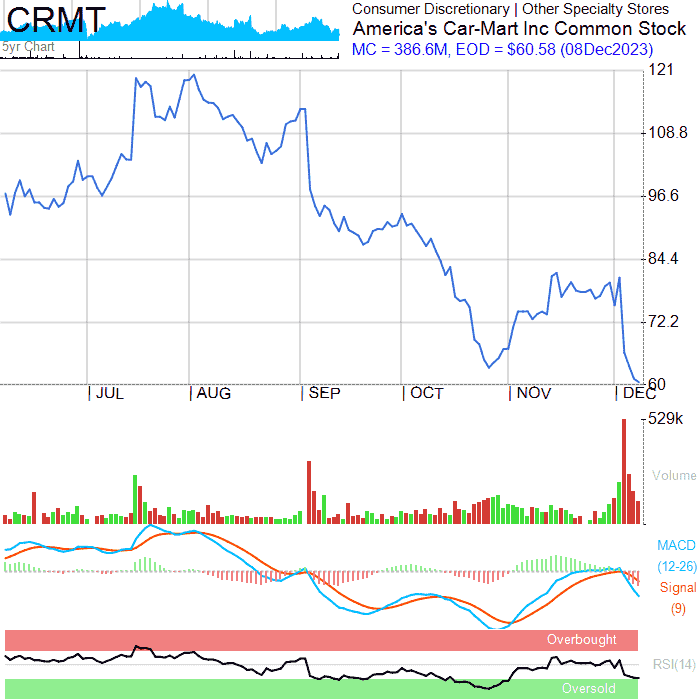 CRMT
5yr Chart
Consumer Discretionary | Other Specialty Stores
America's Car-Mart Inc Common Stock
MC = 386.6M, EOD = $60.58 (08Dec2023)
121
108.8
96.6
84.4
72.2
60
JUL AUG SEP OCT NOV DEC
529k
Volume
MACD
(12-26)
Signal
(9)
Overbought
RSI(14)
Oversold